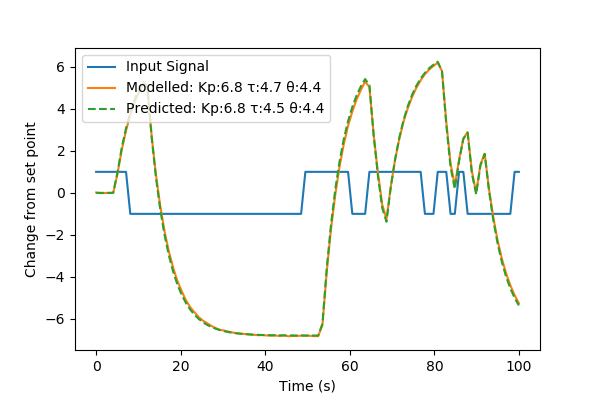 Input Signal
Modelled: Kp:6.8 τ:4.7 θ:4.4
Predicted: Kp:6.8 τ:4.5 θ:4.4
6
4
2
0
−2
−4
−6
Change from set point
0 20 40 60 80 100
Time (s)